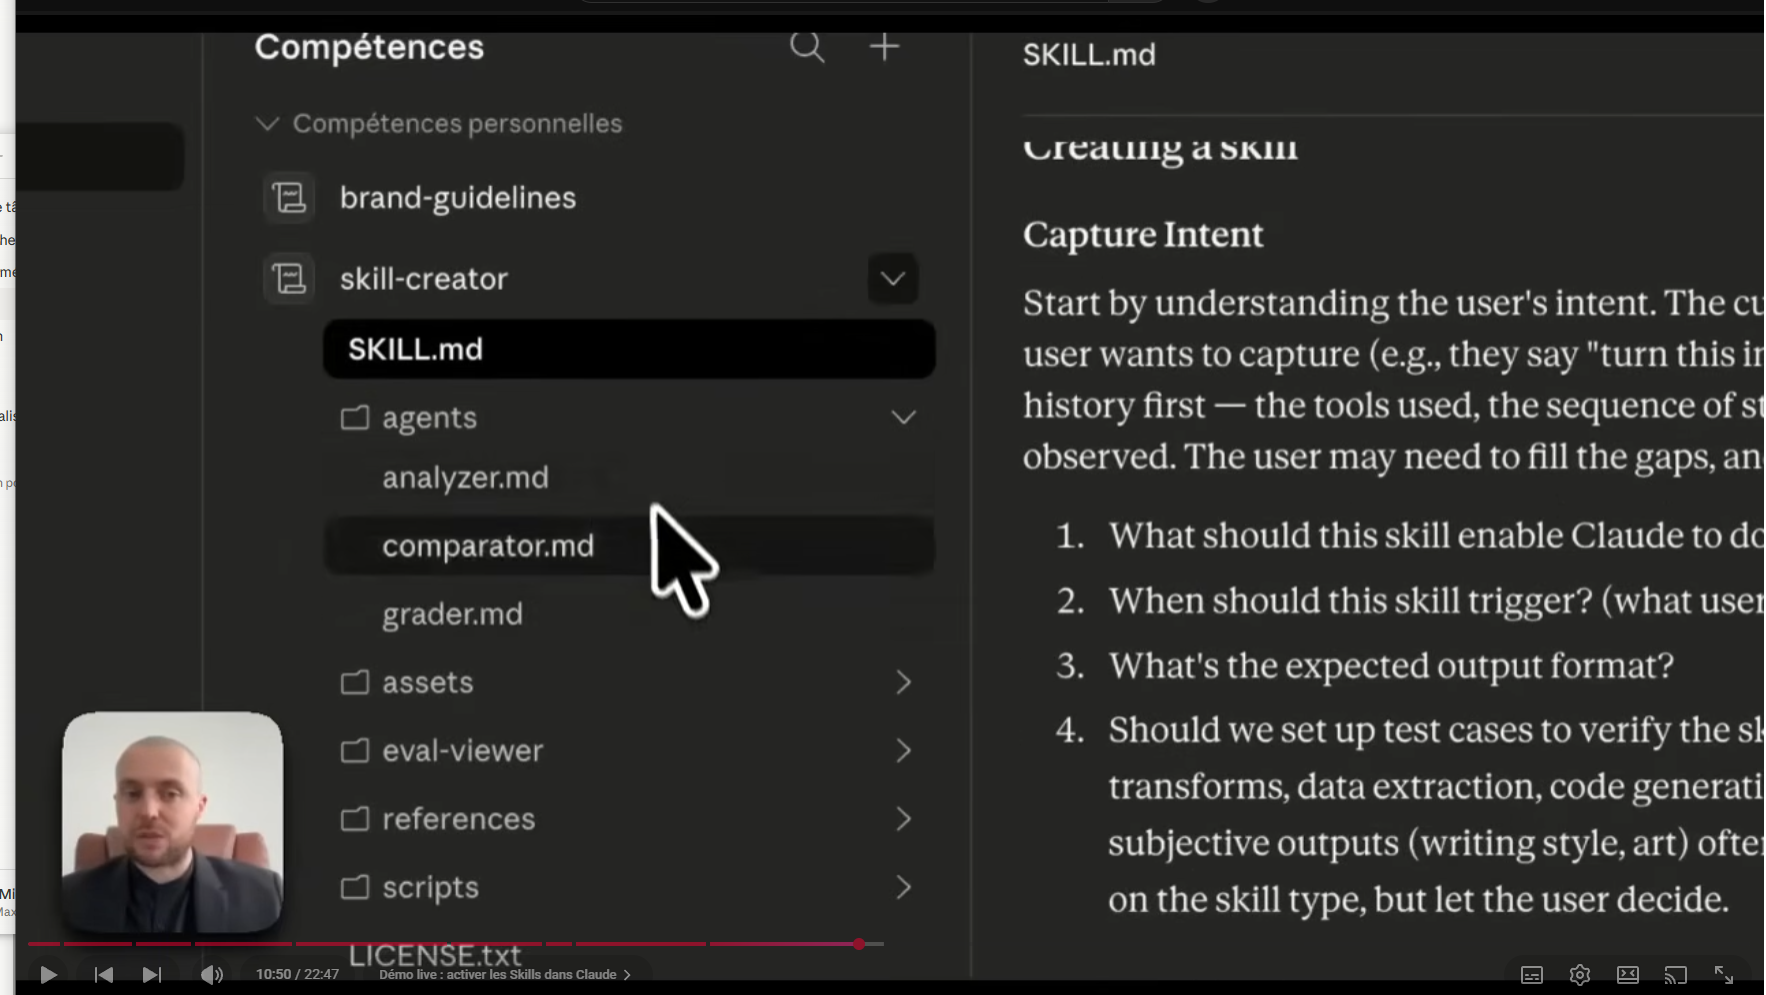 Compétences
Compétences personnelles
brand-guidelines
skill-creator
SKILL.md
agents
analyzer.md
comparator.md
grader.md
assets
eval-viewer
references
scripts
LICENSE.txt
SKILL.md
Creating a skill
Capture Intent
Start by understanding the user's intent. The cu
user wants to capture (e.g., they say "turn this in
history first — the tools used, the sequence of st
observed. The user may need to fill the gaps, an
1. What should this skill enable Claude to do
2. When should this skill trigger? (what user
3. What's the expected output format?
4. Should we set up test cases to verify the sk
transforms, data extraction, code generati
subjective outputs (writing style, art) ofte
on the skill type, but let the user decide.
10:50 / 22:47
Démo live : activer les Skills dans Claude